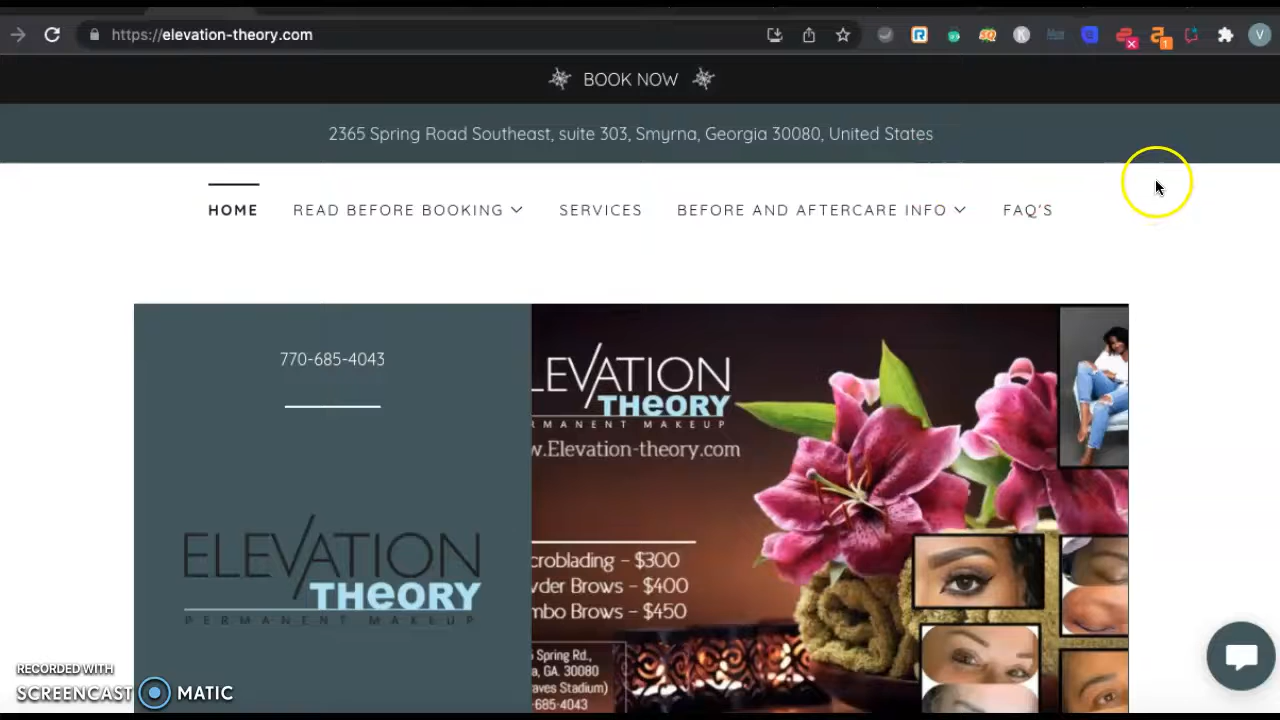 https://elevation-theory.com
BOOK NOW
2365 Spring Road Southeast, suite 303, Smyrna, Georgia 30080, United States
HOME READ BEFORE BOOKING SERVICES BEFORE AND AFTERCARE INFO FAQ'S
770-685-4043
LEVATION
THeORY
RMANENT MAKEUP
w.Elevation-theory.com
croblading – $300
wder Brows – $400
mbo Brows – $450
Spring Rd.,
a, GA. 30080
raves Stadium)
-685-4043
ELEVATION
THeORY
PERMANENT MAKEUP
RECORDED WITH
SCREENCAST MATIC
V
1